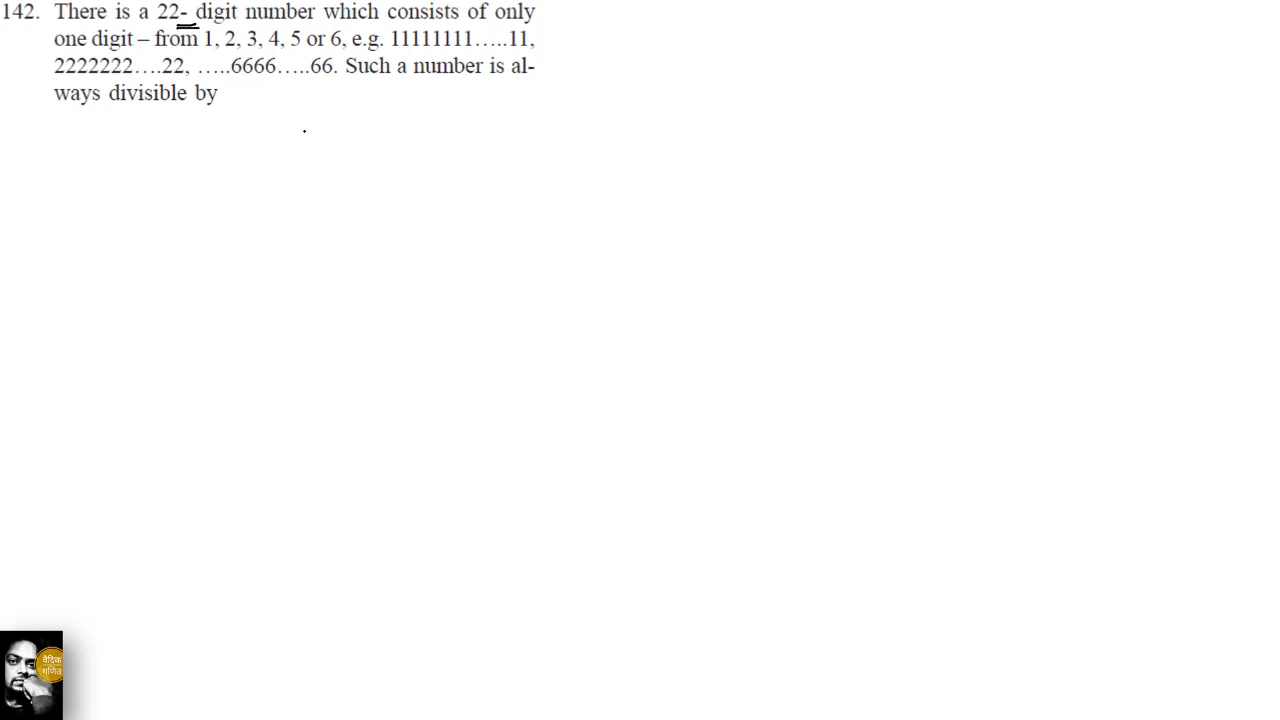 142. There is a 22- digit number which consists of only
one digit – from 1, 2, 3, 4, 5 or 6, e.g. 11111111…..11,
2222222….22, …..6666…..66. Such a number is al-
ways divisible by
वैदिक
गणित